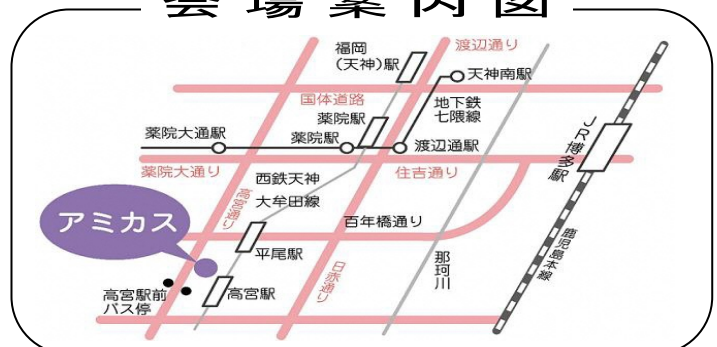 会場案内図
福岡
(天神)駅
渡辺通り
天神南駅
国体道路
地下鉄
七隈線
薬院駅
薬院大通駅
薬院駅
渡辺通駅
JR博多駅
薬院大通り
西鉄天神
大牟田線
住吉通り
高宮通り
アミカス
百年橋通り
平尾駅
日赤通り
那珂川
鹿児島本線
高宮駅前
バス停
高宮駅